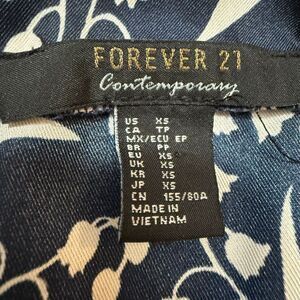 FOREVER 21
Contemporary
US XS
CA TP
MX/ECU EP
BR PP
EU XS
UK XS
KR XS
JP XS
CN 155/80A
MADE IN
VIETNAM